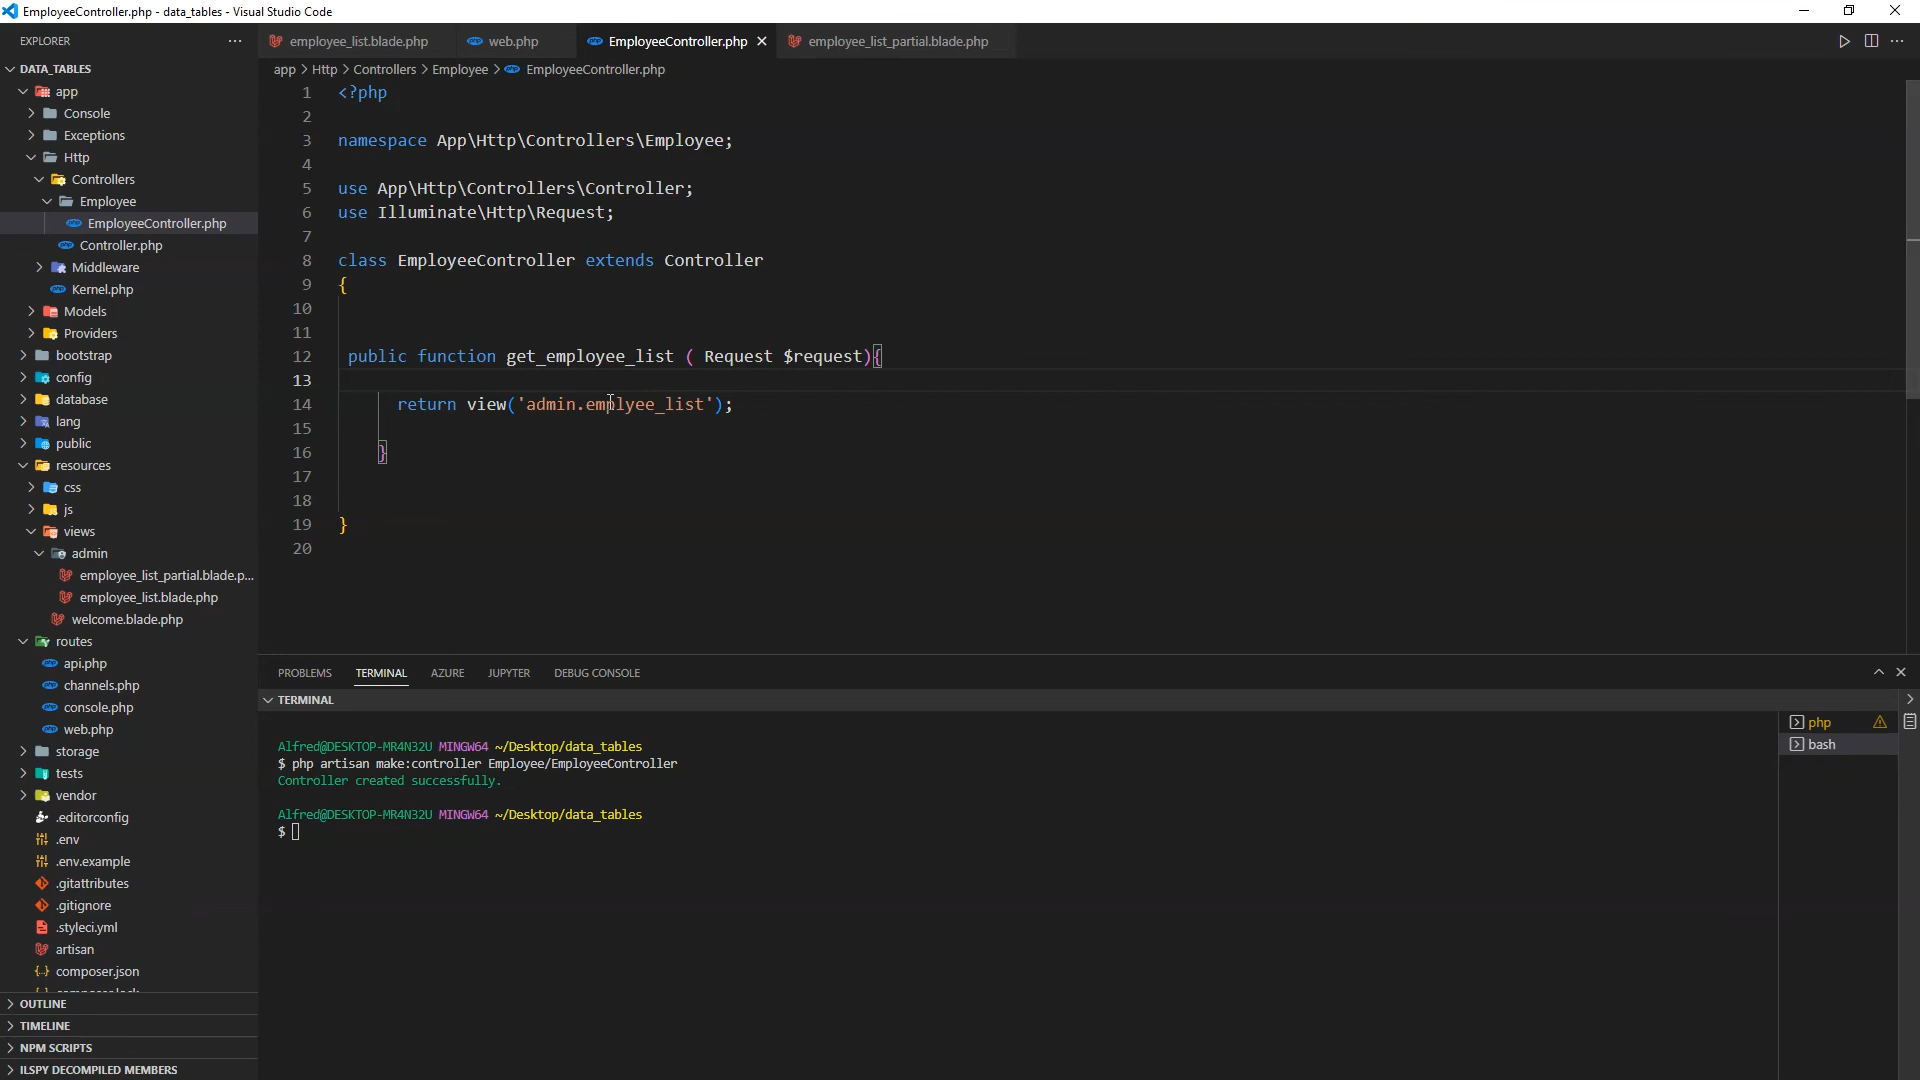 EmployeeController.php - data_tables - Visual Studio Code
EXPLORER
employee_list.blade.php
web.php
EmployeeController.php
employee_list_partial.blade.php
app > Http > Controllers > Employee > EmployeeController.php
DATA_TABLES
app
Console
Exceptions
Http
Controllers
Employee
EmployeeController.php
Controller.php
Middleware
Kernel.php
Models
Providers
bootstrap
config
database
lang
public
resources
css
js
views
admin
employee_list_partial.blade.p...
employee_list.blade.php
welcome.blade.php
routes
api.php
channels.php
console.php
web.php
storage
tests
vendor
.editorconfig
.env
.env.example
.gitattributes
.gitignore
.styleci.yml
artisan
composer.json
OUTLINE
TIMELINE
NPM SCRIPTS
ILSPY DECOMPILED MEMBERS
1 <?php
2
3 namespace App\Http\Controllers\Employee;
4
5 use App\Http\Controllers\Controller;
6 use Illuminate\Http\Request;
7
8 class EmployeeController extends Controller
9 {
10
11
12 public function get_employee_list ( Request $request){
13
14 return view('admin.emplyee_list');
15
16 }
17
18
19 }
20
PROBLEMS TERMINAL AZURE JUPYTER DEBUG CONSOLE
TERMINAL
Alfred@DESKTOP-MR4N32U MINGW64 ~/Desktop/data_tables
$ php artisan make:controller Employee/EmployeeController
Controller created successfully.
Alfred@DESKTOP-MR4N32U MINGW64 ~/Desktop/data_tables
$
php
bash